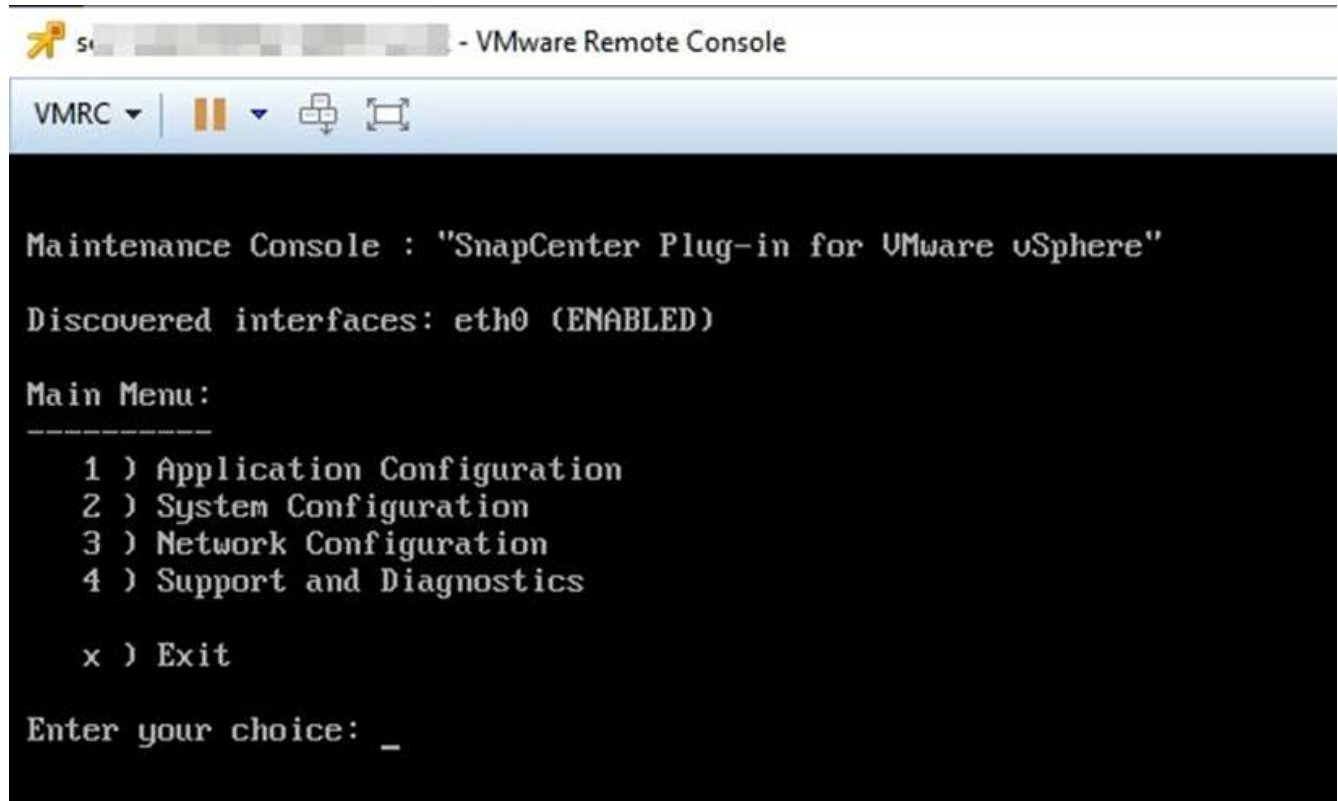 - VMware Remote Console
VMRC
Maintenance Console : "SnapCenter Plug-in for VMware vSphere"
Discovered interfaces: eth0 (ENABLED)
Main Menu:
----------
1 ) Application Configuration
2 ) System Configuration
3 ) Network Configuration
4 ) Support and Diagnostics
x ) Exit
Enter your choice: _